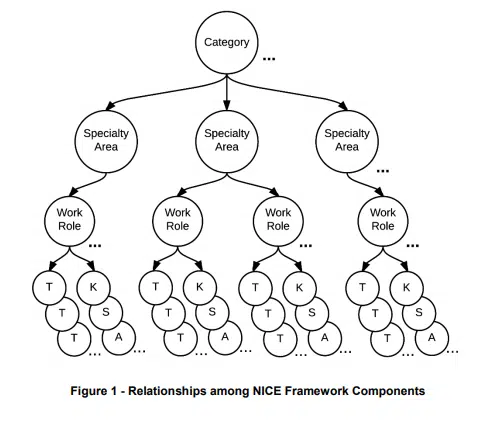 Category
...
Specialty Area
Specialty Area
Specialty Area
...
Work Role
...
Work Role
Work Role
...
Work Role
...
T K T K T K T K
T S T S T S T S
T ... A ... T ... A ... T ... A ... T ... A ...
Figure 1 - Relationships among NICE Framework Components